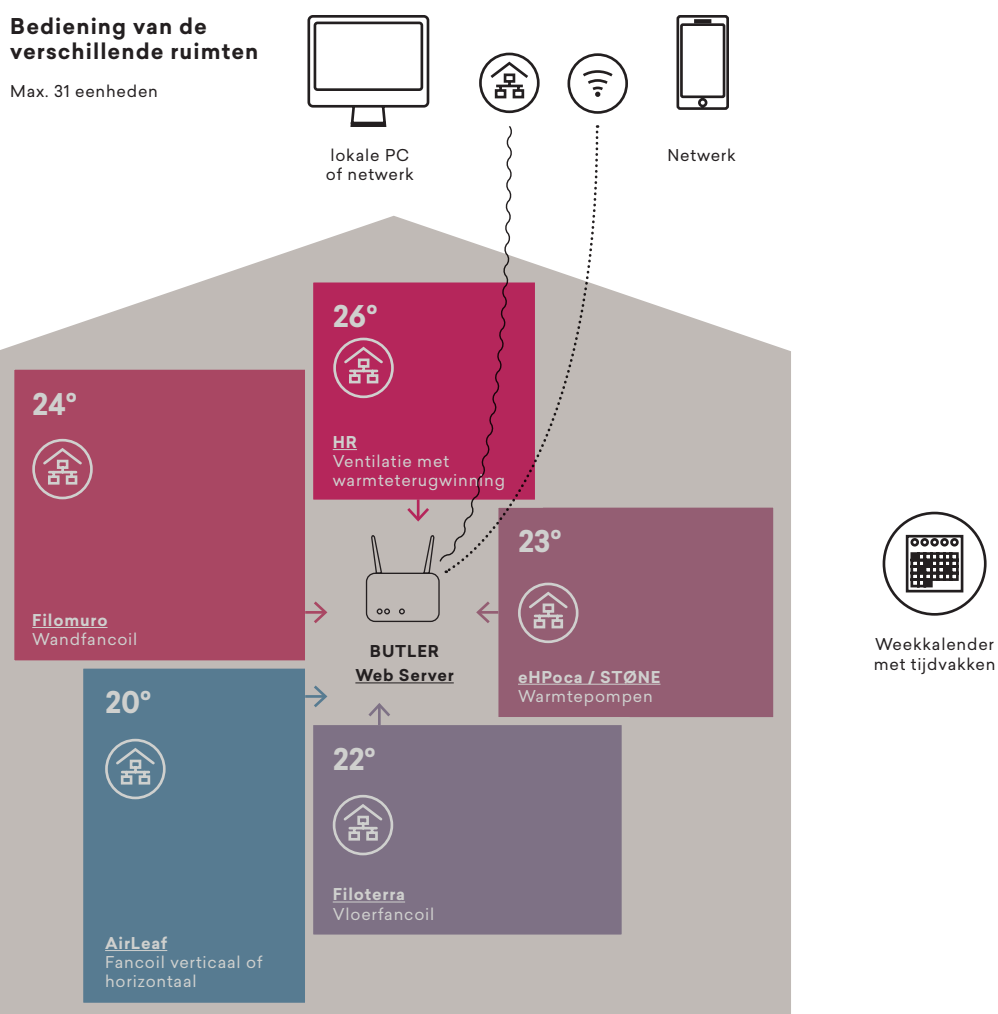 Bediening van de
verschillende ruimten
Max. 31 eenheden
lokale PC
of netwerk
Netwerk
26°
HR
Ventilatie met
warmteterugwinning
24°
Filomuro
Wandfancoil
23°
eHPoca / STØNE
Warmtepompen
BUTLER
Web Server
20°
AirLeaf
Fancoil verticaal of
horizontaal
22°
Filoterra
Vloerfancoil
Weekkalender
met tijdvakken